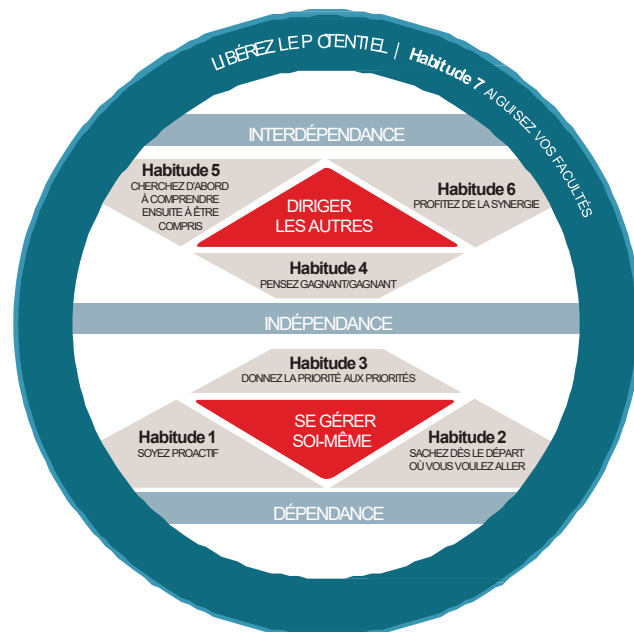 LIBÉREZ LE POTENTIEL | Habitude 7 AIGUISEZ VOS FACULTÉS
INTERDÉPENDANCE
Habitude 5
CHERCHEZ D'ABORD
À COMPRENDRE
ENSUITE À ÊTRE
COMPRIS
DIRIGER
LES AUTRES
Habitude 6
PROFITEZ DE LA SYNERGIE
Habitude 4
PENSEZ GAGNANT/GAGNANT
INDÉPENDANCE
Habitude 3
DONNEZ LA PRIORITÉ AUX PRIORITÉS
Habitude 1
SOYEZ PROACTIF
SE GÉRER
SOI-MÊME
Habitude 2
SACHEZ DÈS LE DÉPART
OÙ VOUS VOULEZ ALLER
DÉPENDANCE